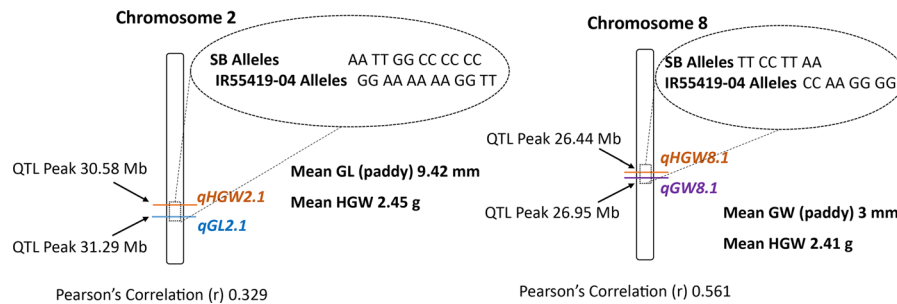 Chromosome 2
SB Alleles AA TT GG CC CC CC
IR55419-04 Alleles GG AA AA AA GG TT
QTL Peak 30.58 Mb
qHGW2.1
qGL2.1
QTL Peak 31.29 Mb
Mean GL (paddy) 9.42 mm
Mean HGW 2.45 g
Pearson's Correlation (r) 0.329
Chromosome 8
SB Alleles TT CC TT AA
IR55419-04 Alleles CC AA GG GG
QTL Peak 26.44 Mb
qHGW8.1
qGW8.1
QTL Peak 26.95 Mb
Mean GW (paddy) 3 mm
Mean HGW 2.41 g
Pearson's Correlation (r) 0.561